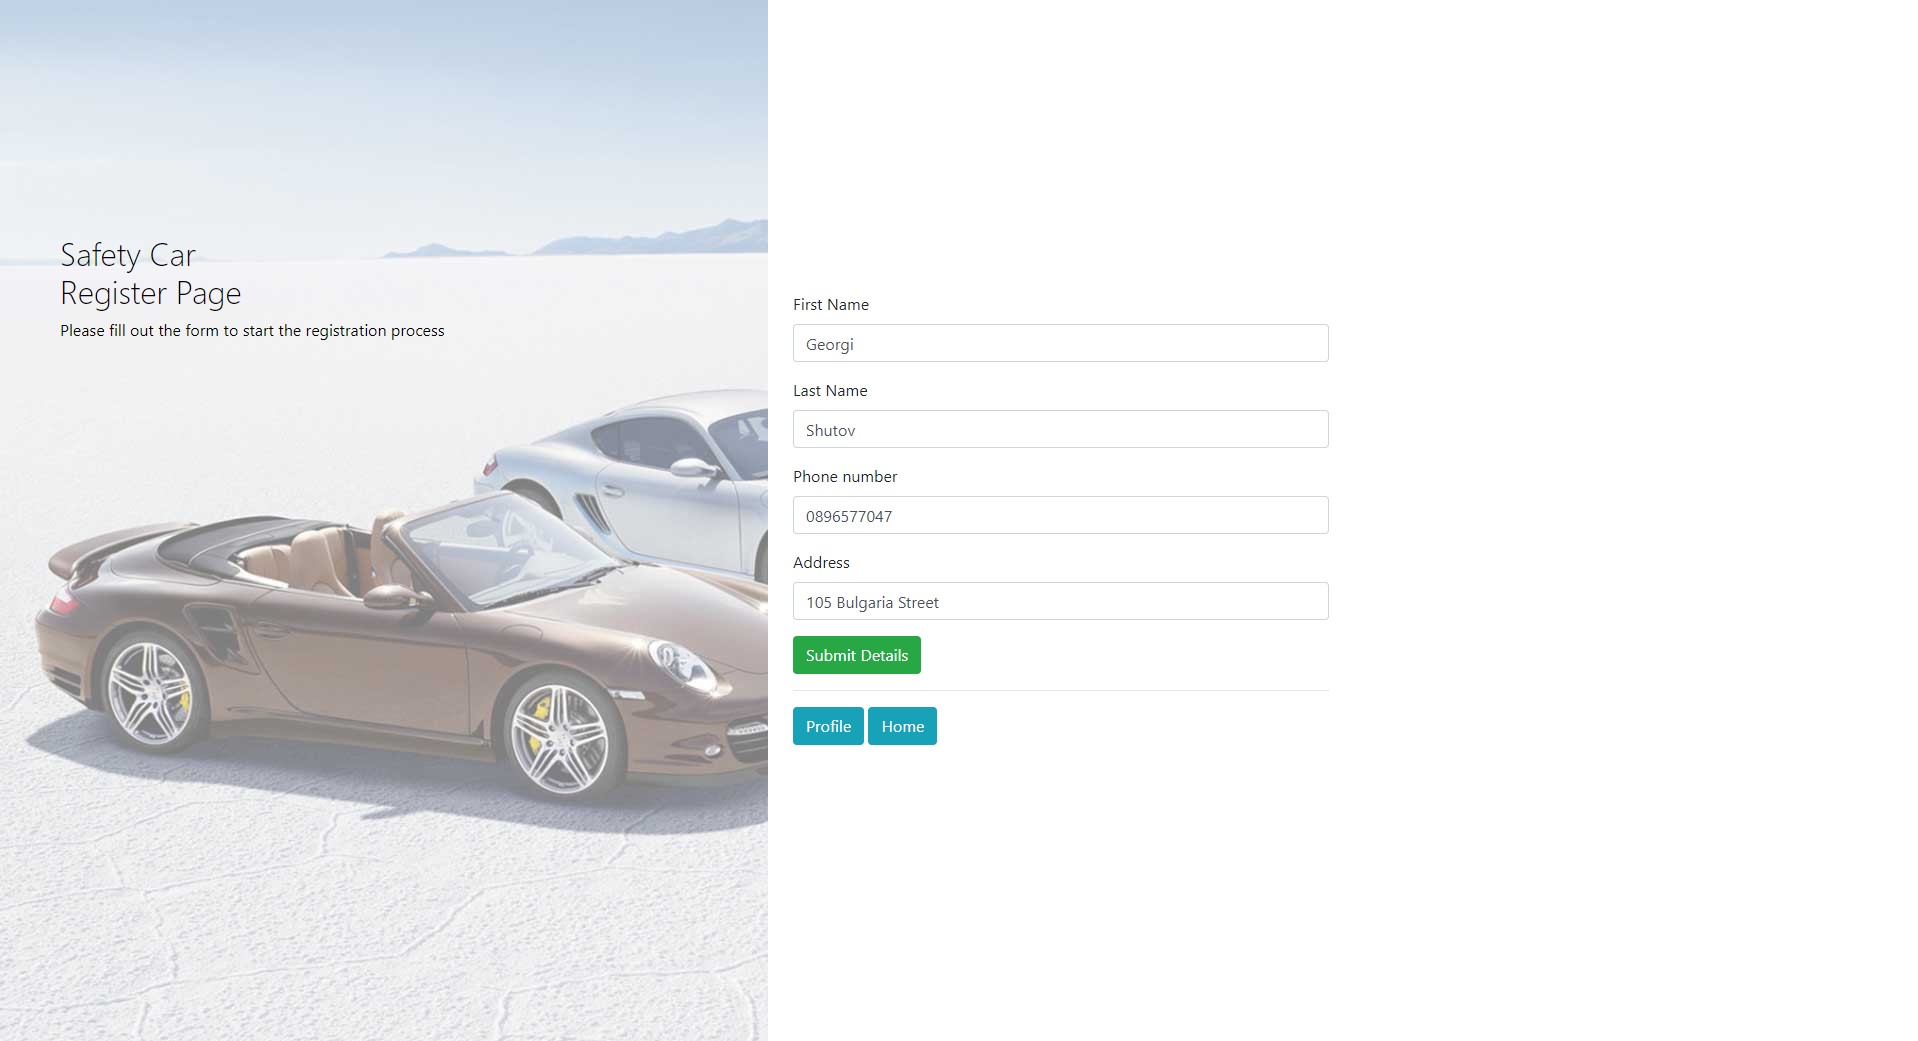 Safety Car
Register Page
Please fill out the form to start the registration process
First Name
Georgi
Last Name
Shutov
Phone number
0896577047
Address
105 Bulgaria Street
Submit Details
Profile Home